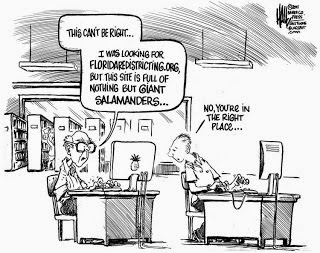 THIS CAN'T BE RIGHT...
I WAS LOOKING FOR
FLORIDAREDISTRICTING.ORG,
BUT THIS SITE IS FULL OF
NOTHING BUT GIANT
SALAMANDERS...
NO, YOU'RE IN
THE RIGHT
PLACE...